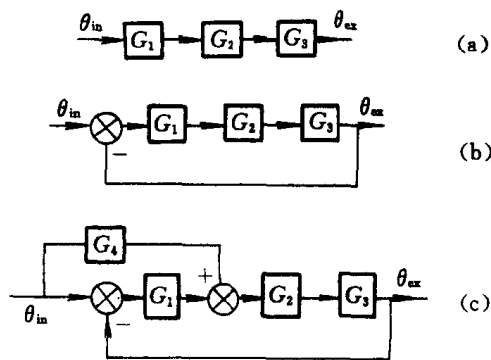 θin G1 G2 G3 θex (a)
θin G1 G2 G3 θex (b)
−
G4
+
θin G1 G2 G3 θex (c)
−